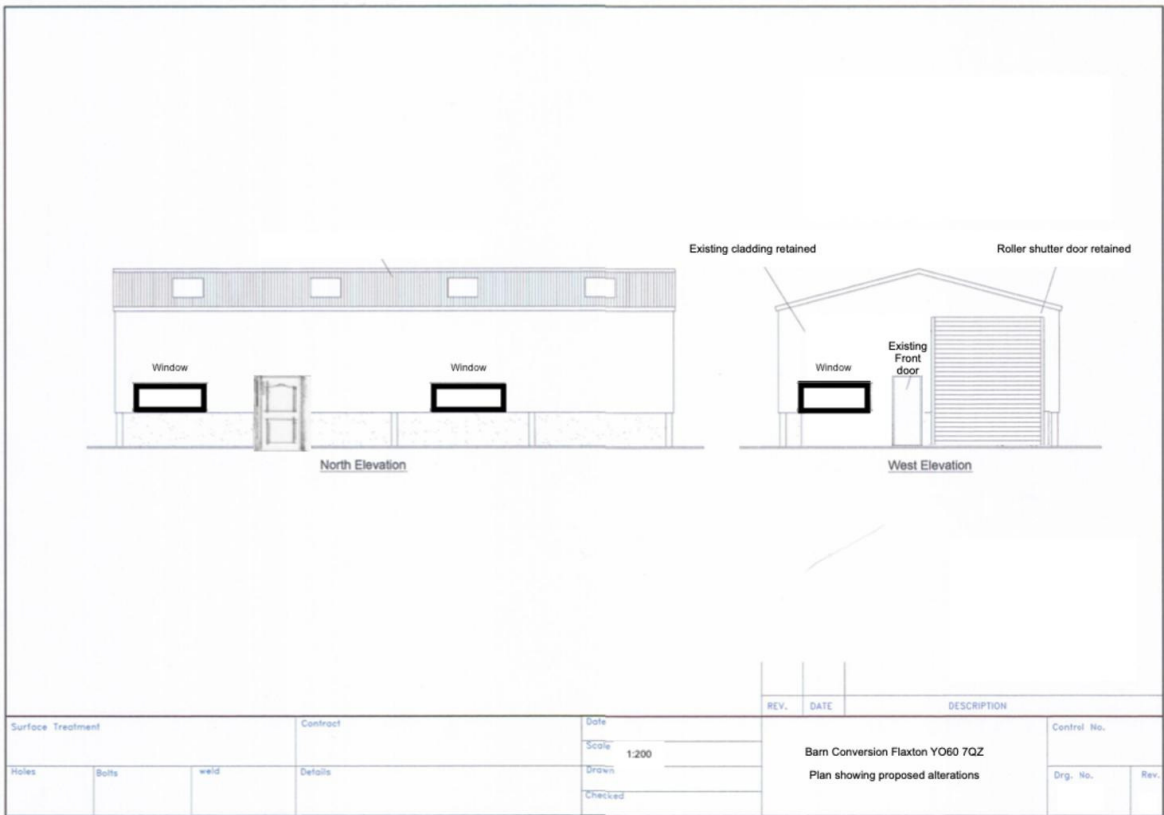 Existing cladding retained
Roller shutter door retained
Window
Window
Window
Existing
Front
door
North Elevation
West Elevation
REV.
DATE
DESCRIPTION
Surface Treatment
Contract
Date
Scale
1:200
Barn Conversion Flaxton YO60 7QZ
Plan showing proposed alterations
Control No.
Holes
Bolts
weld
Details
Drawn
Checked
Drg. No.
Rev.